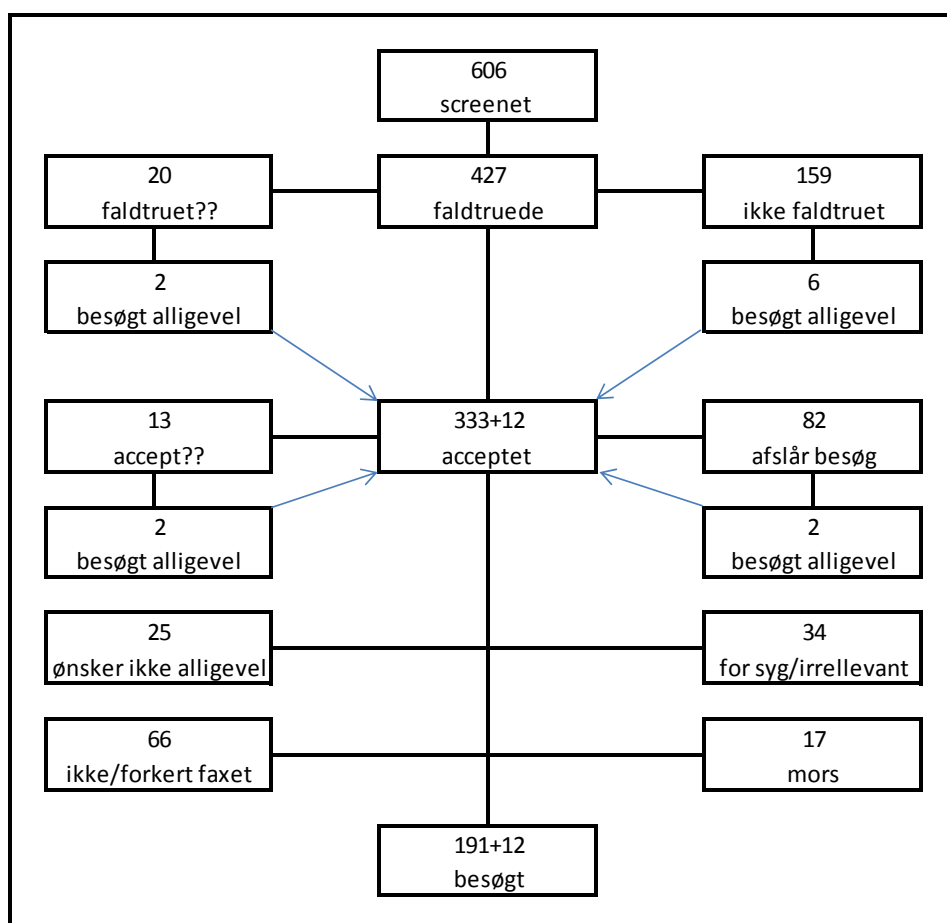 606
screenet
20
faldtruet??
427
faldtruede
159
ikke faldtruet
2
besøgt alligevel
6
besøgt alligevel
13
accept??
333+12
acceptet
82
afslår besøg
2
besøgt alligevel
2
besøgt alligevel
25
ønsker ikke alligevel
34
for syg/irrellevant
66
ikke/forkert faxet
17
mors
191+12
besøgt